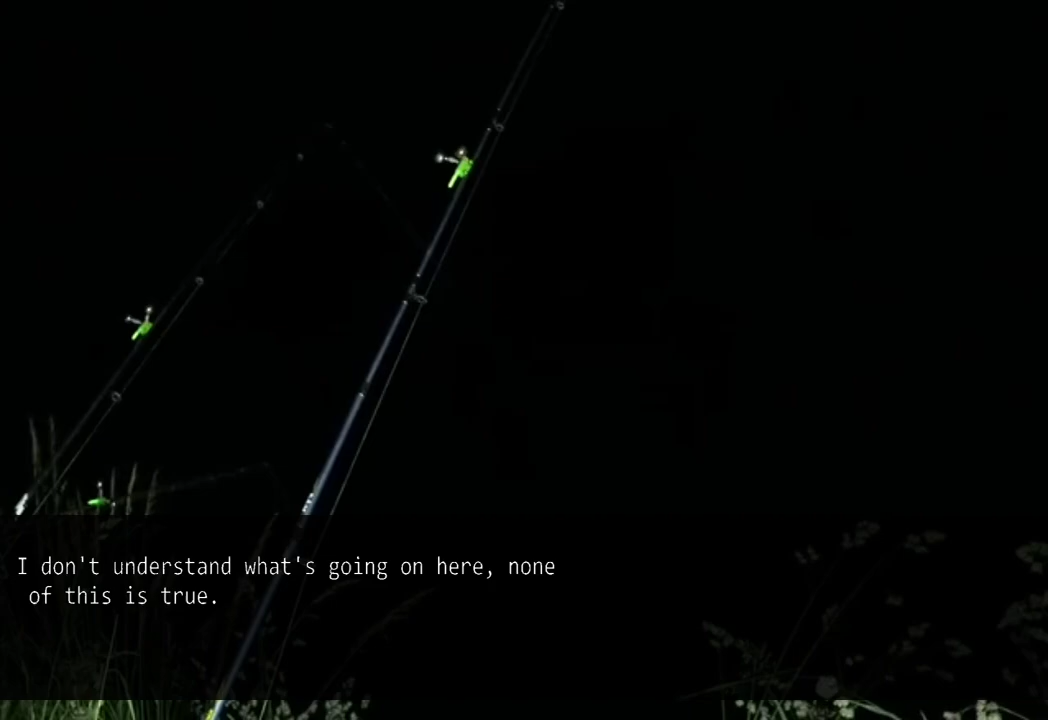 I don't understand what's going on here, none
of this is true.